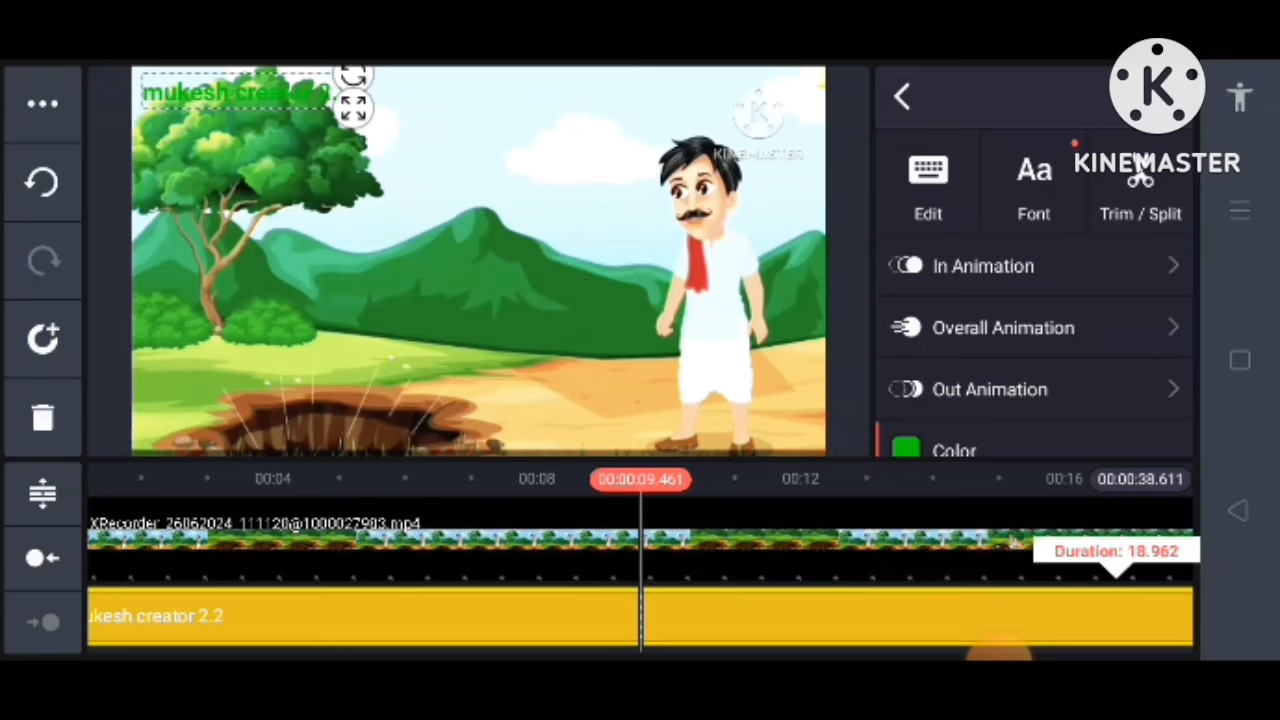 mukesh creator 2.
KINEMASTER
KINEMASTER
Edit
Aa
Font
Trim / Split
In Animation
Overall Animation
Out Animation
Color
00:04
00:08
00:00:09.461
00:12
00:16
00:00:38.611
XRecorder_26062024_111120@1000027983.mp4
Duration: 18.962
ukesh creator 2.2